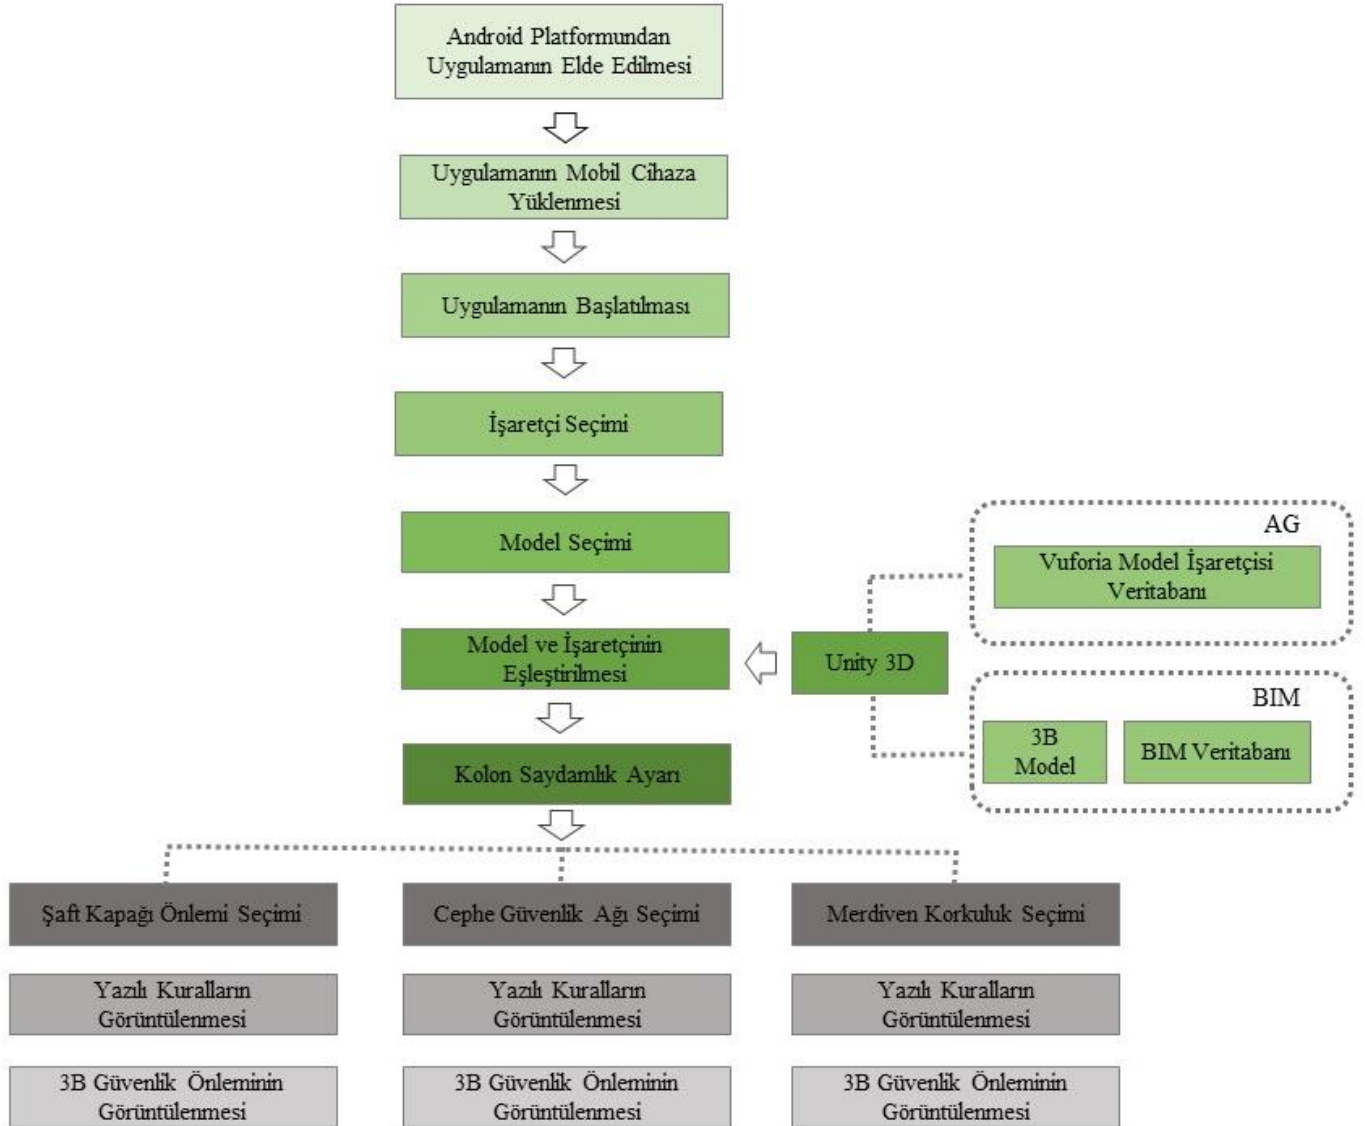 Android Platformundan
Uygulamanın Elde Edilmesi
Uygulamanın Mobil Cihaza
Yüklenmesi
Uygulamanın Başlatılması
İşaretçi Seçimi
Model Seçimi
Model ve İşaretçinin
Eşleştirilmesi
Unity 3D
AG
Vuforia Model İşaretçisi
Veritabanı
BIM
3B
Model
BIM Veritabanı
Kolon Saydamlık Ayarı
Şaft Kapağı Önlemi Seçimi
Cephe Güvenlik Ağı Seçimi
Merdiven Korkuluk Seçimi
Yazılı Kuralların
Görüntülenmesi
Yazılı Kuralların
Görüntülenmesi
Yazılı Kuralların
Görüntülenmesi
3B Güvenlik Önleminin
Görüntülenmesi
3B Güvenlik Önleminin
Görüntülenmesi
3B Güvenlik Önleminin
Görüntülenmesi